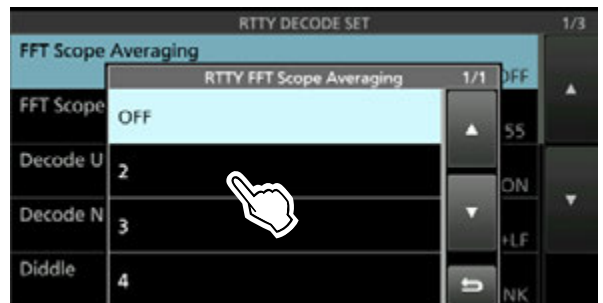 RTTY DECODE SET 1/3
FFT Scope Averaging
RTTY FFT Scope Averaging 1/1
OFF
FFT Scope
OFF
55
Decode U
2
ON
Decode N
3
+LF
Diddle
4
NK